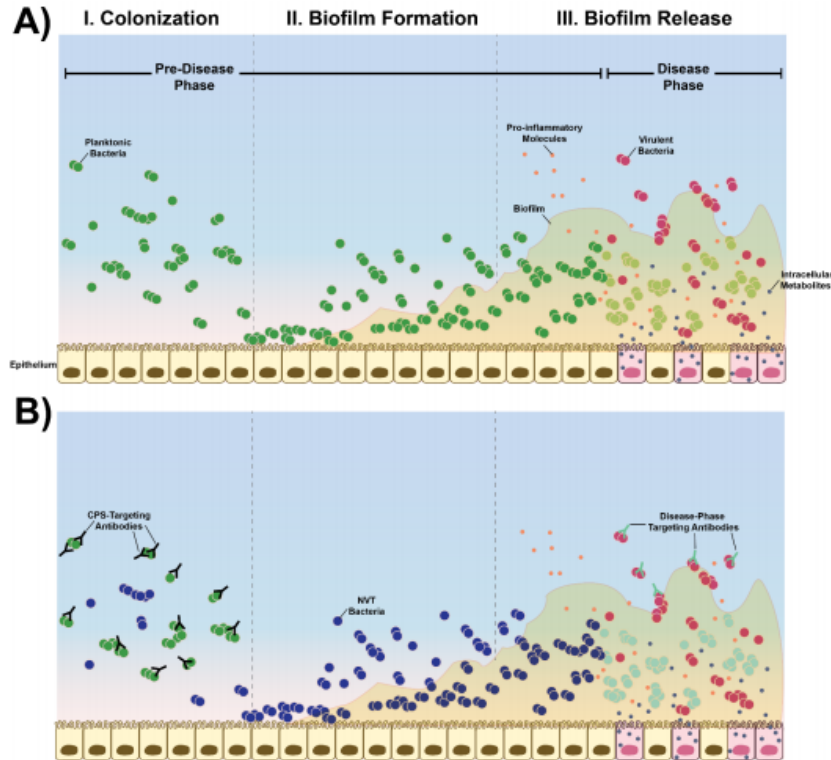 A)
I. Colonization
II. Biofilm Formation
III. Biofilm Release
Pre-Disease
Phase
Disease
Phase
Planktonic
Bacteria
Pro-inflammatory
Molecules
Virulent
Bacteria
Biofilm
Intracellular
Metabolites
Epithelium
B)
CPS-Targeting
Antibodies
NVT
Bacteria
Disease-Phase
Targeting Antibodies